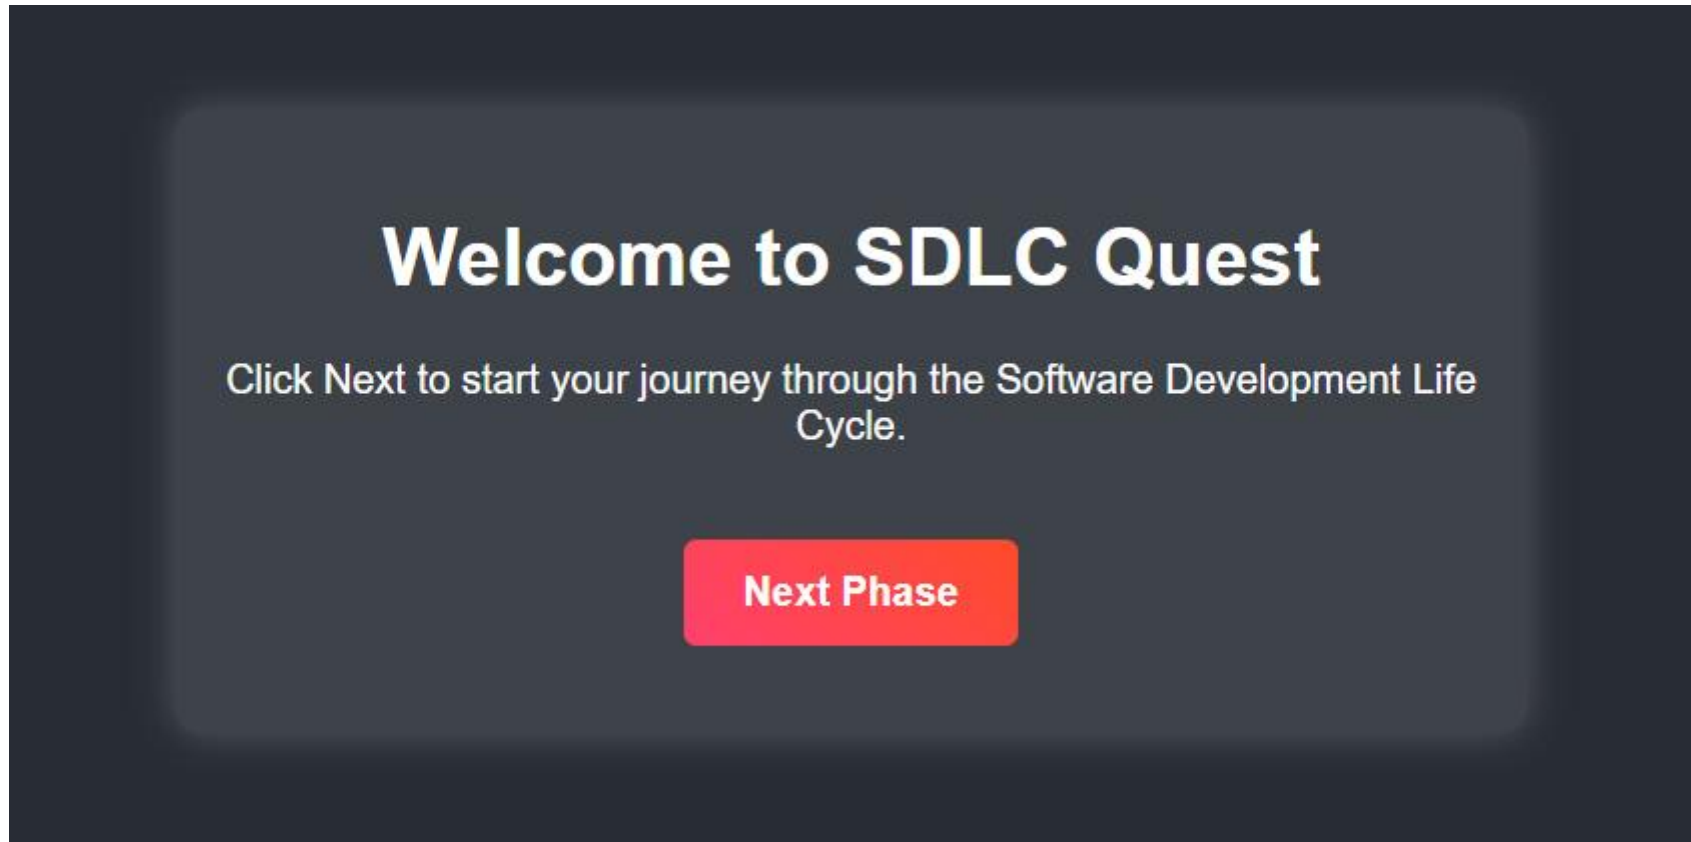 Welcome to SDLC Quest
Click Next to start your journey through the Software Development Life
Cycle.
Next Phase